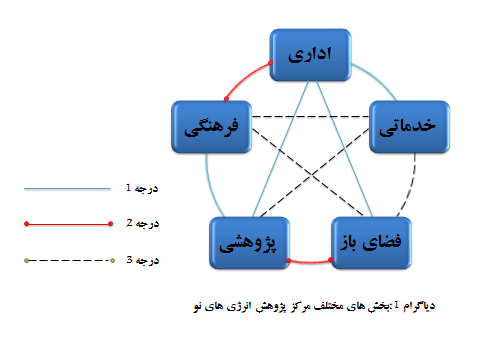 اداری
فرهنگی
خدماتی
پژوهشی
فضای باز
درجه 1
درجه 2
درجه 3
دیاگرام 1:بخش های مختلف مرکز پژوهش انرژی های نو